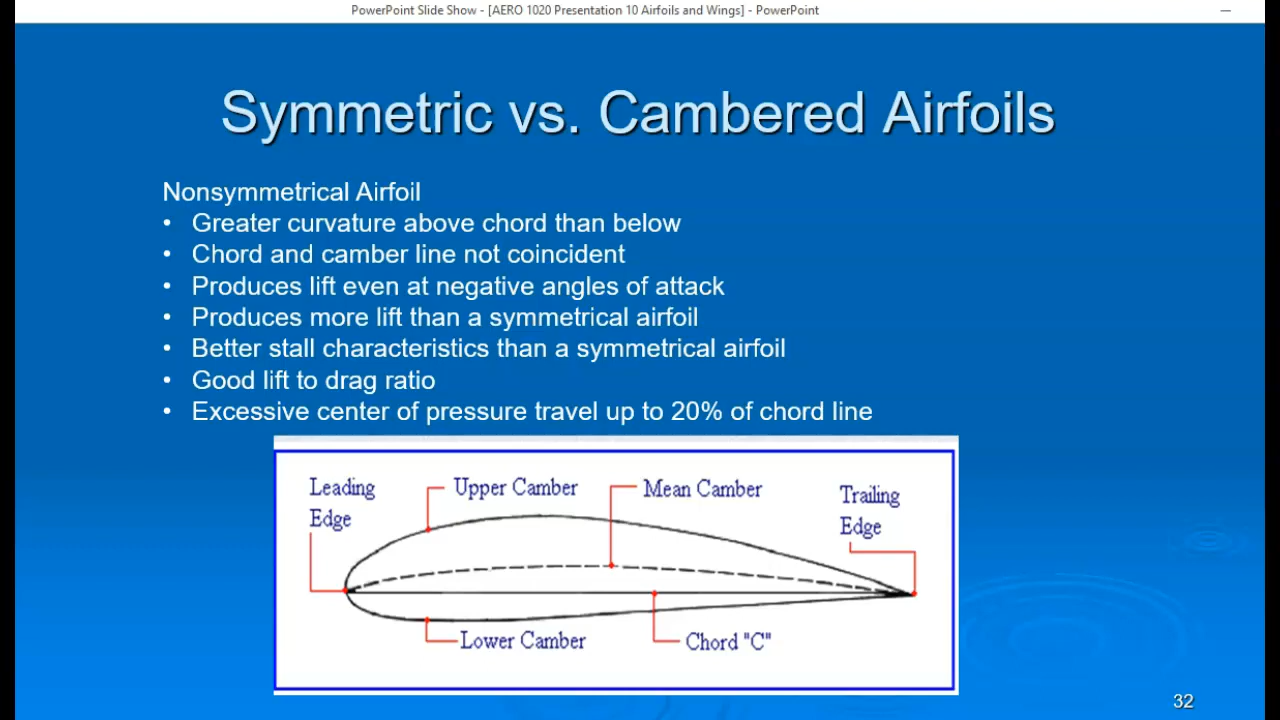 PowerPoint Slide Show - [AERO 1020 Presentation 10 Airfoils and Wings] - PowerPoint
Symmetric vs. Cambered Airfoils
Nonsymmetrical Airfoil
• Greater curvature above chord than below
• Chord and camber line not coincident
• Produces lift even at negative angles of attack
• Produces more lift than a symmetrical airfoil
• Better stall characteristics than a symmetrical airfoil
• Good lift to drag ratio
• Excessive center of pressure travel up to 20% of chord line
Leading
Edge
Upper Camber
Mean Camber
Trailing
Edge
Lower Camber
Chord "C"
32